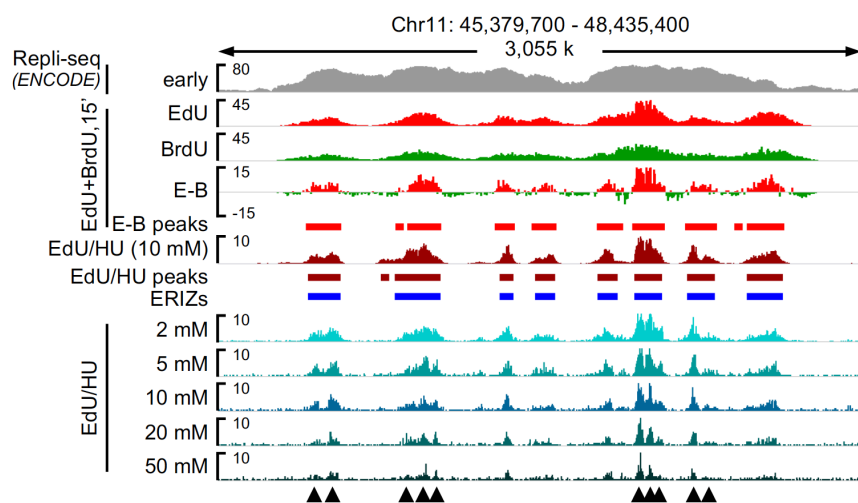 Chr11: 45,379,700 - 48,435,400
3,055 k
Repli-seq
(ENCODE)
early
80
EdU+BrdU, 15'
EdU
45
BrdU
45
E-B
15
-15
E-B peaks
EdU/HU (10 mM)
10
EdU/HU peaks
ERIZs
EdU/HU
2 mM
10
5 mM
10
10 mM
10
20 mM
10
50 mM
10